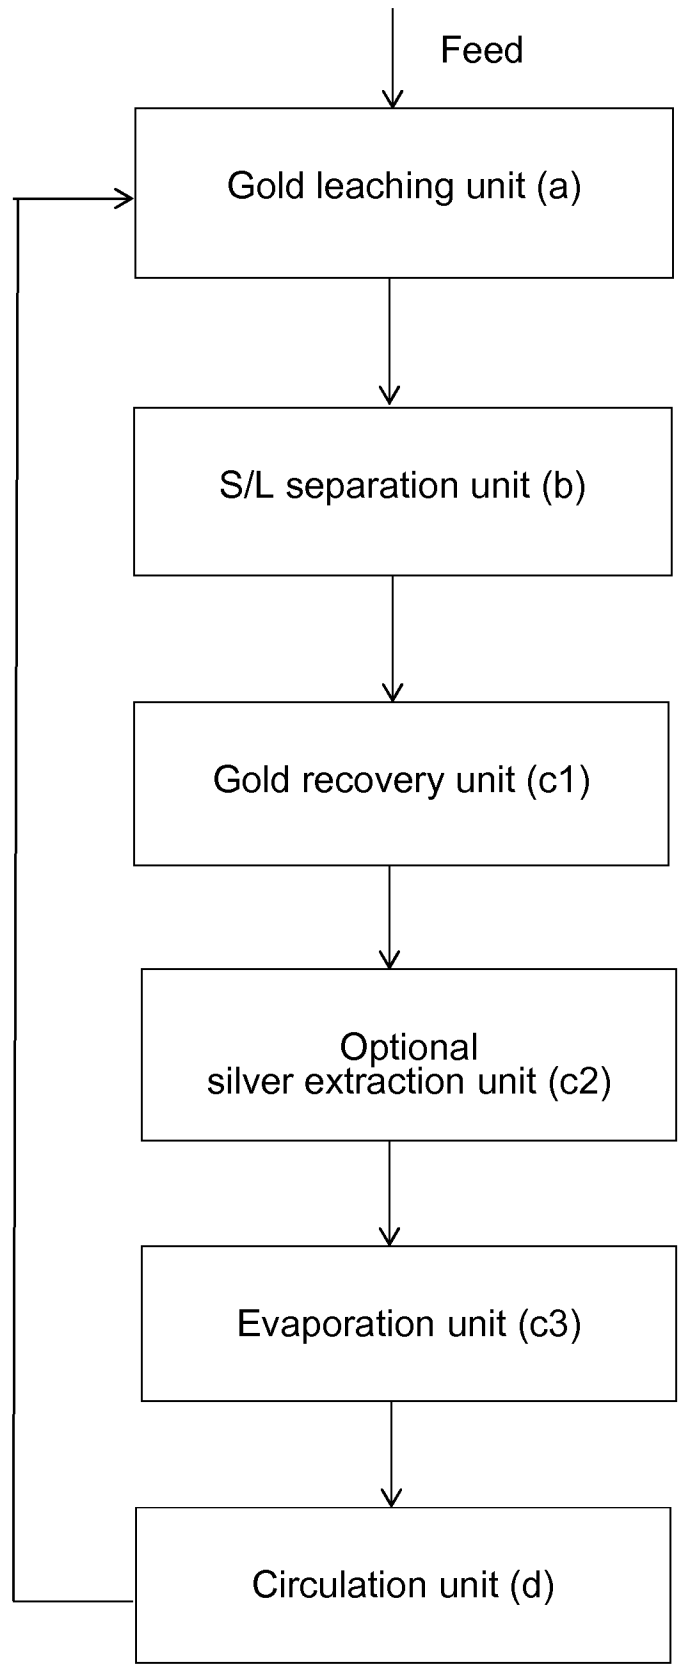 Feed
Gold leaching unit (a)
S/L separation unit (b)
Gold recovery unit (c1)
Optional
silver extraction unit (c2)
Evaporation unit (c3)
Circulation unit (d)